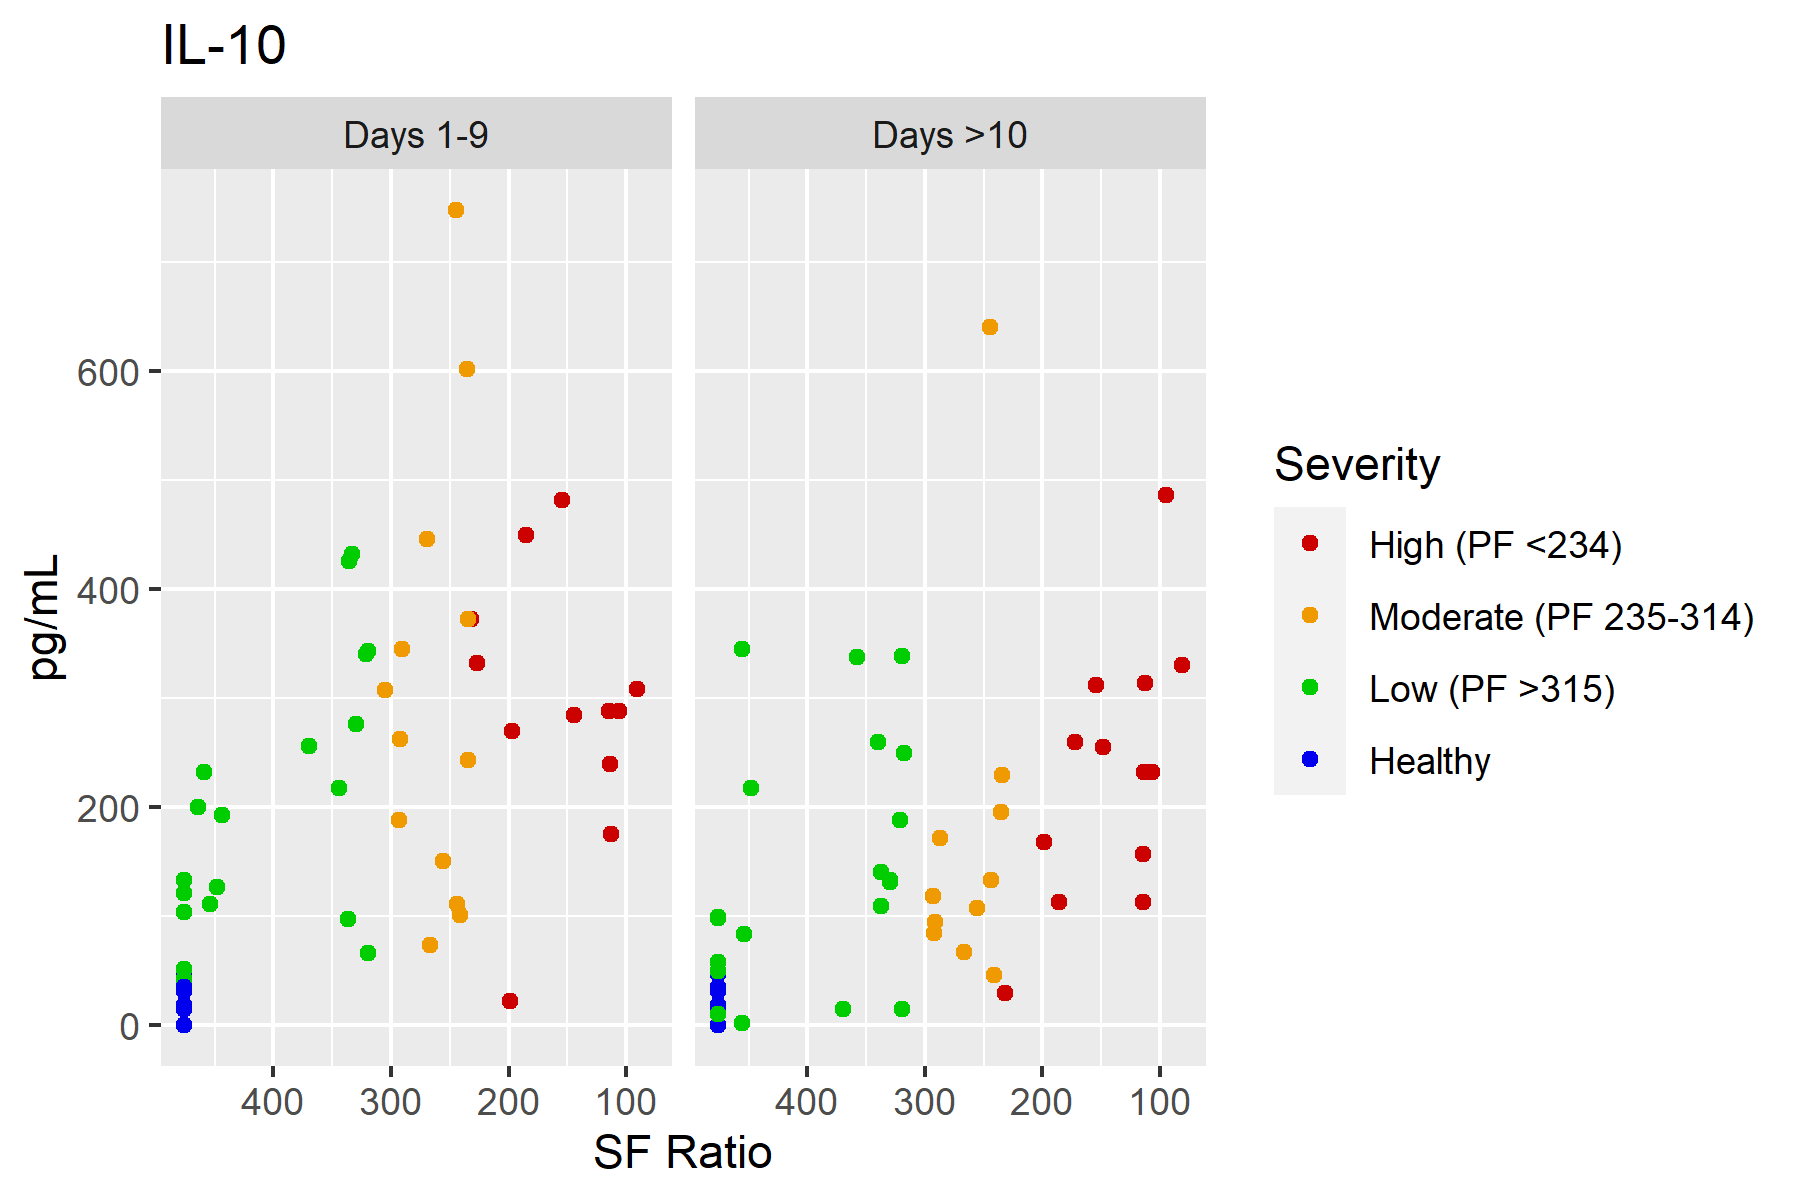 IL-10
Days 1-9
Days >10
600
400
200
0
pg/mL
400 300 200 100
400 300 200 100
SF Ratio
Severity
High (PF <234)
Moderate (PF 235-314)
Low (PF >315)
Healthy